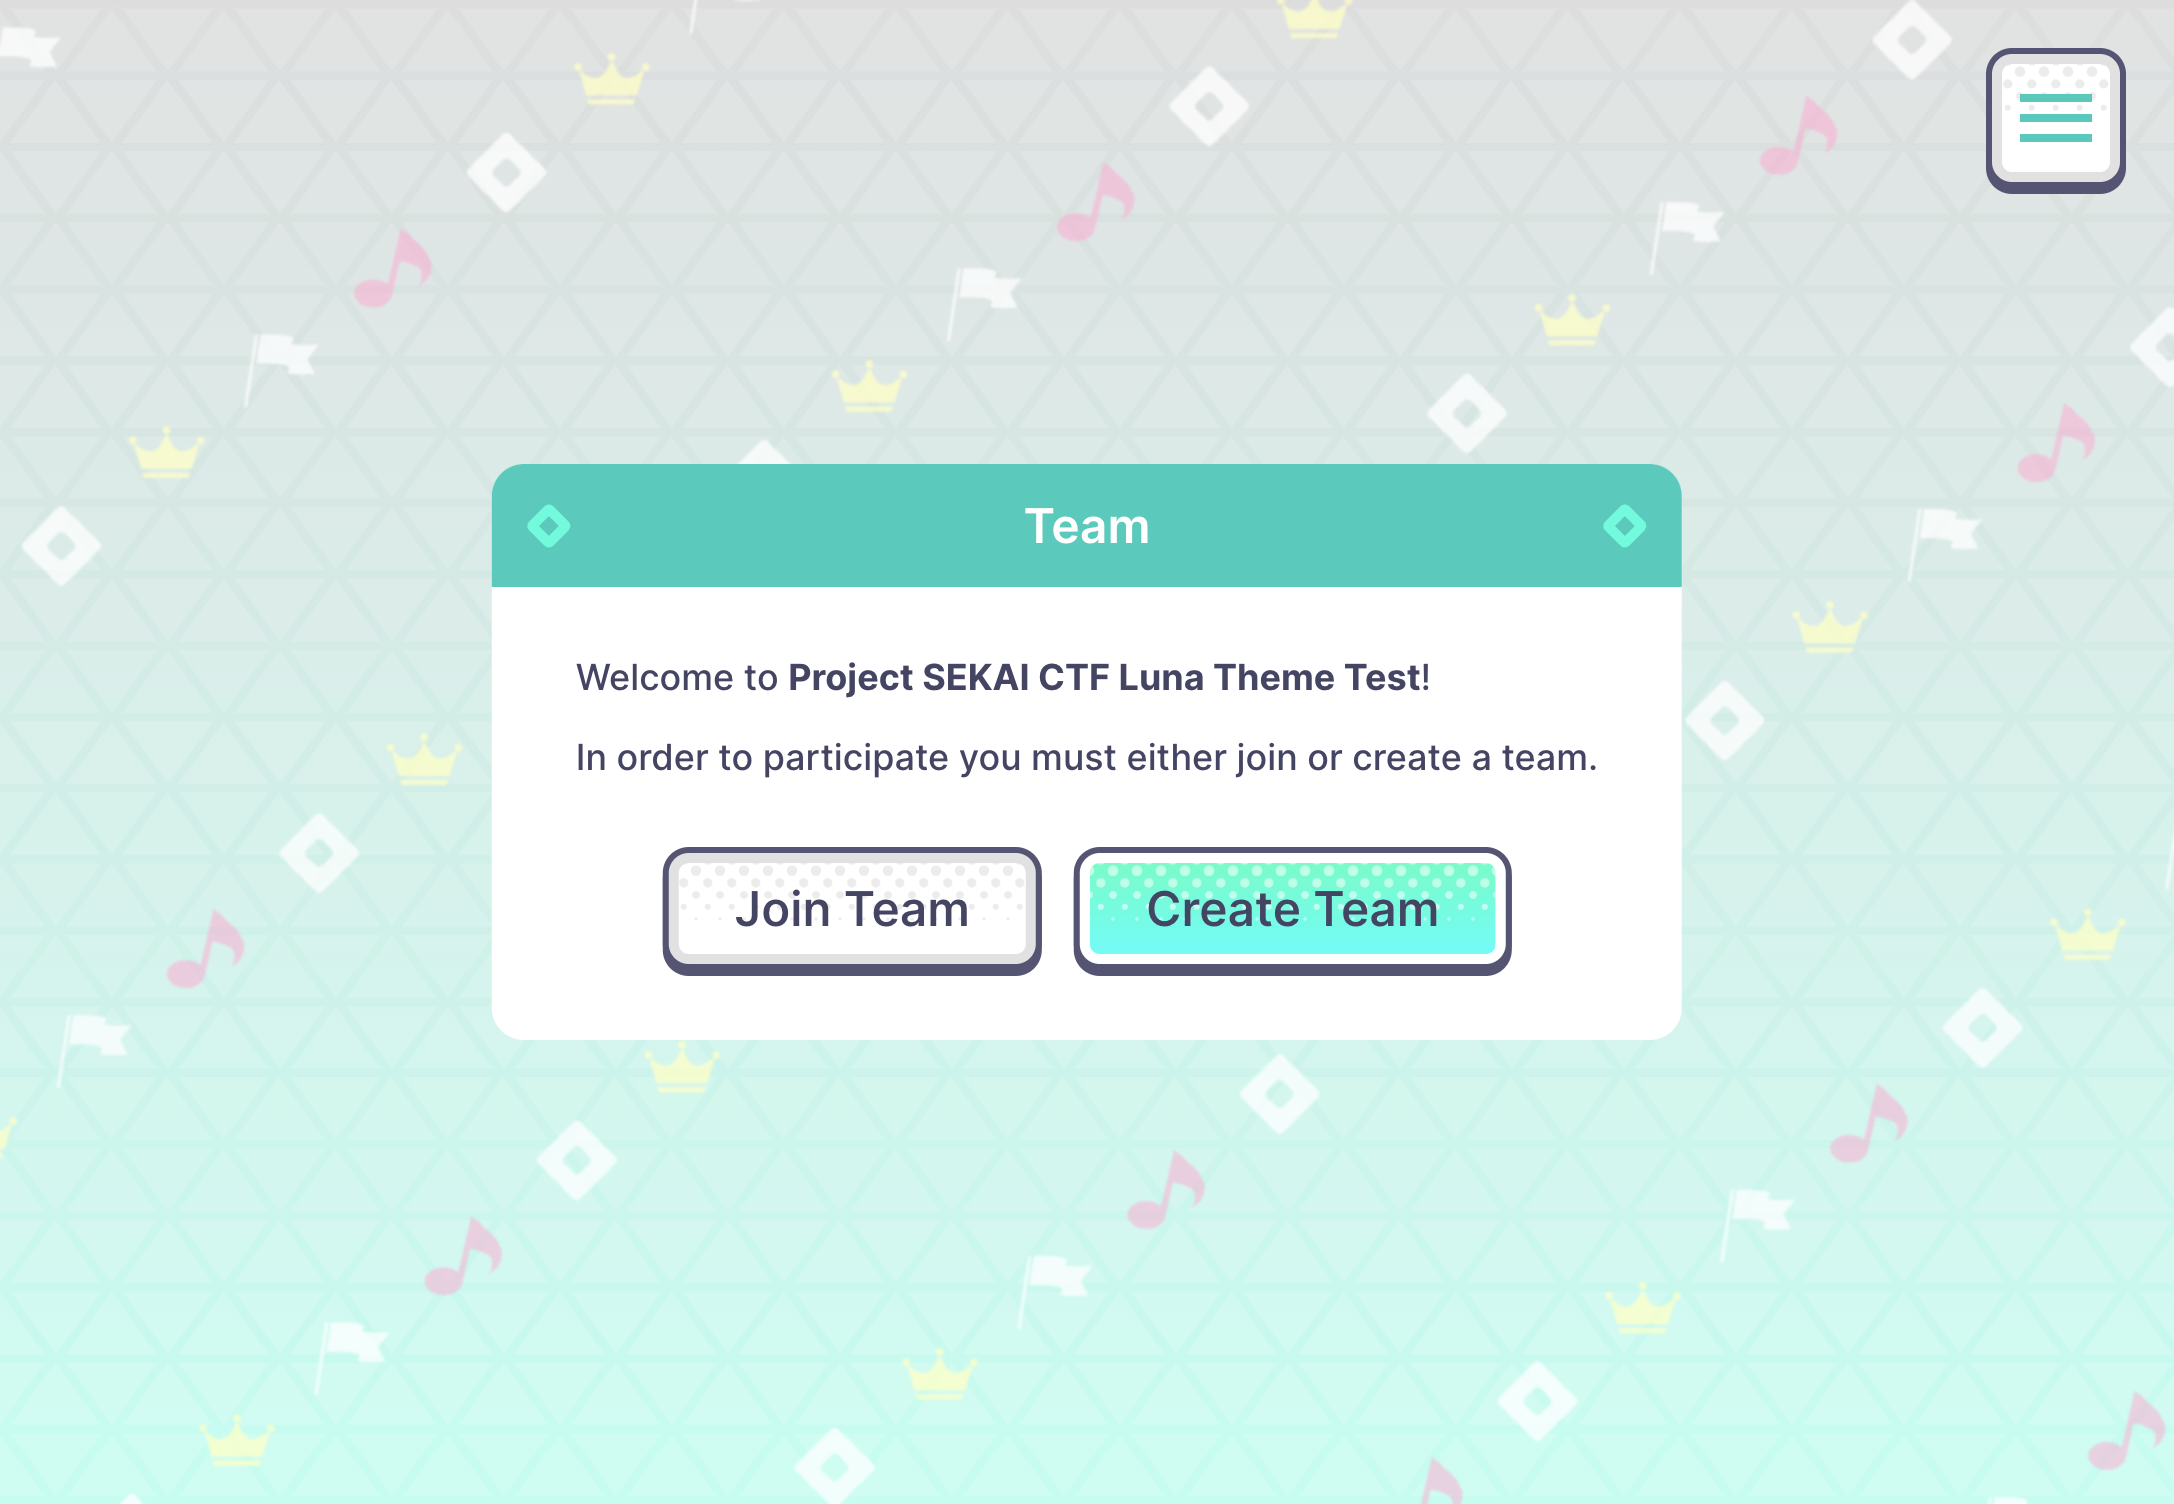 Team
Welcome to Project SEKAI CTF Luna Theme Test!
In order to participate you must either join or create a team.
Join Team
Create Team